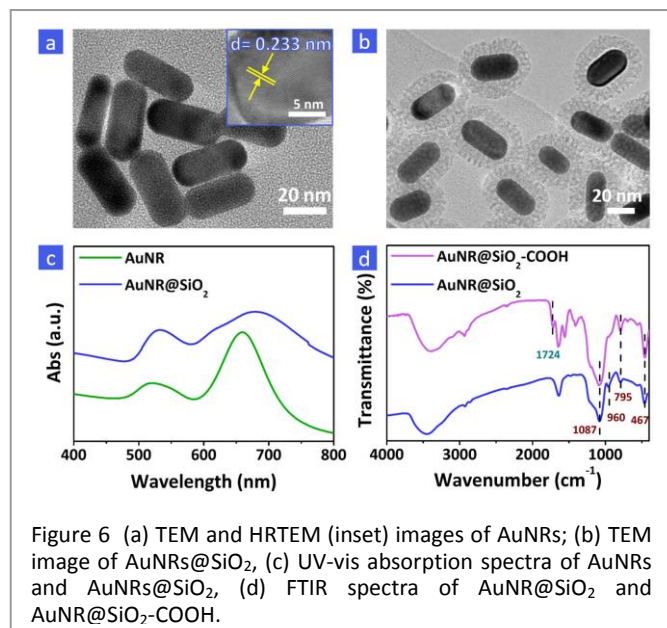 a
d= 0.233 nm
5 nm
20 nm
b
20 nm
c
AuNR
AuNR@SiO₂
Abs (a.u.)
400 500 600 700 800
Wavelength (nm)
d
AuNR@SiO₂-COOH
AuNR@SiO₂
Transmittance (%)
1724
1087
960
795
467
4000 3000 2000 1000
Wavenumber (cm⁻¹)
Figure 6 (a) TEM and HRTEM (inset) images of AuNRs; (b) TEM
image of AuNRs@SiO₂, (c) UV-vis absorption spectra of AuNRs
and AuNRs@SiO₂, (d) FTIR spectra of AuNR@SiO₂ and
AuNR@SiO₂-COOH.